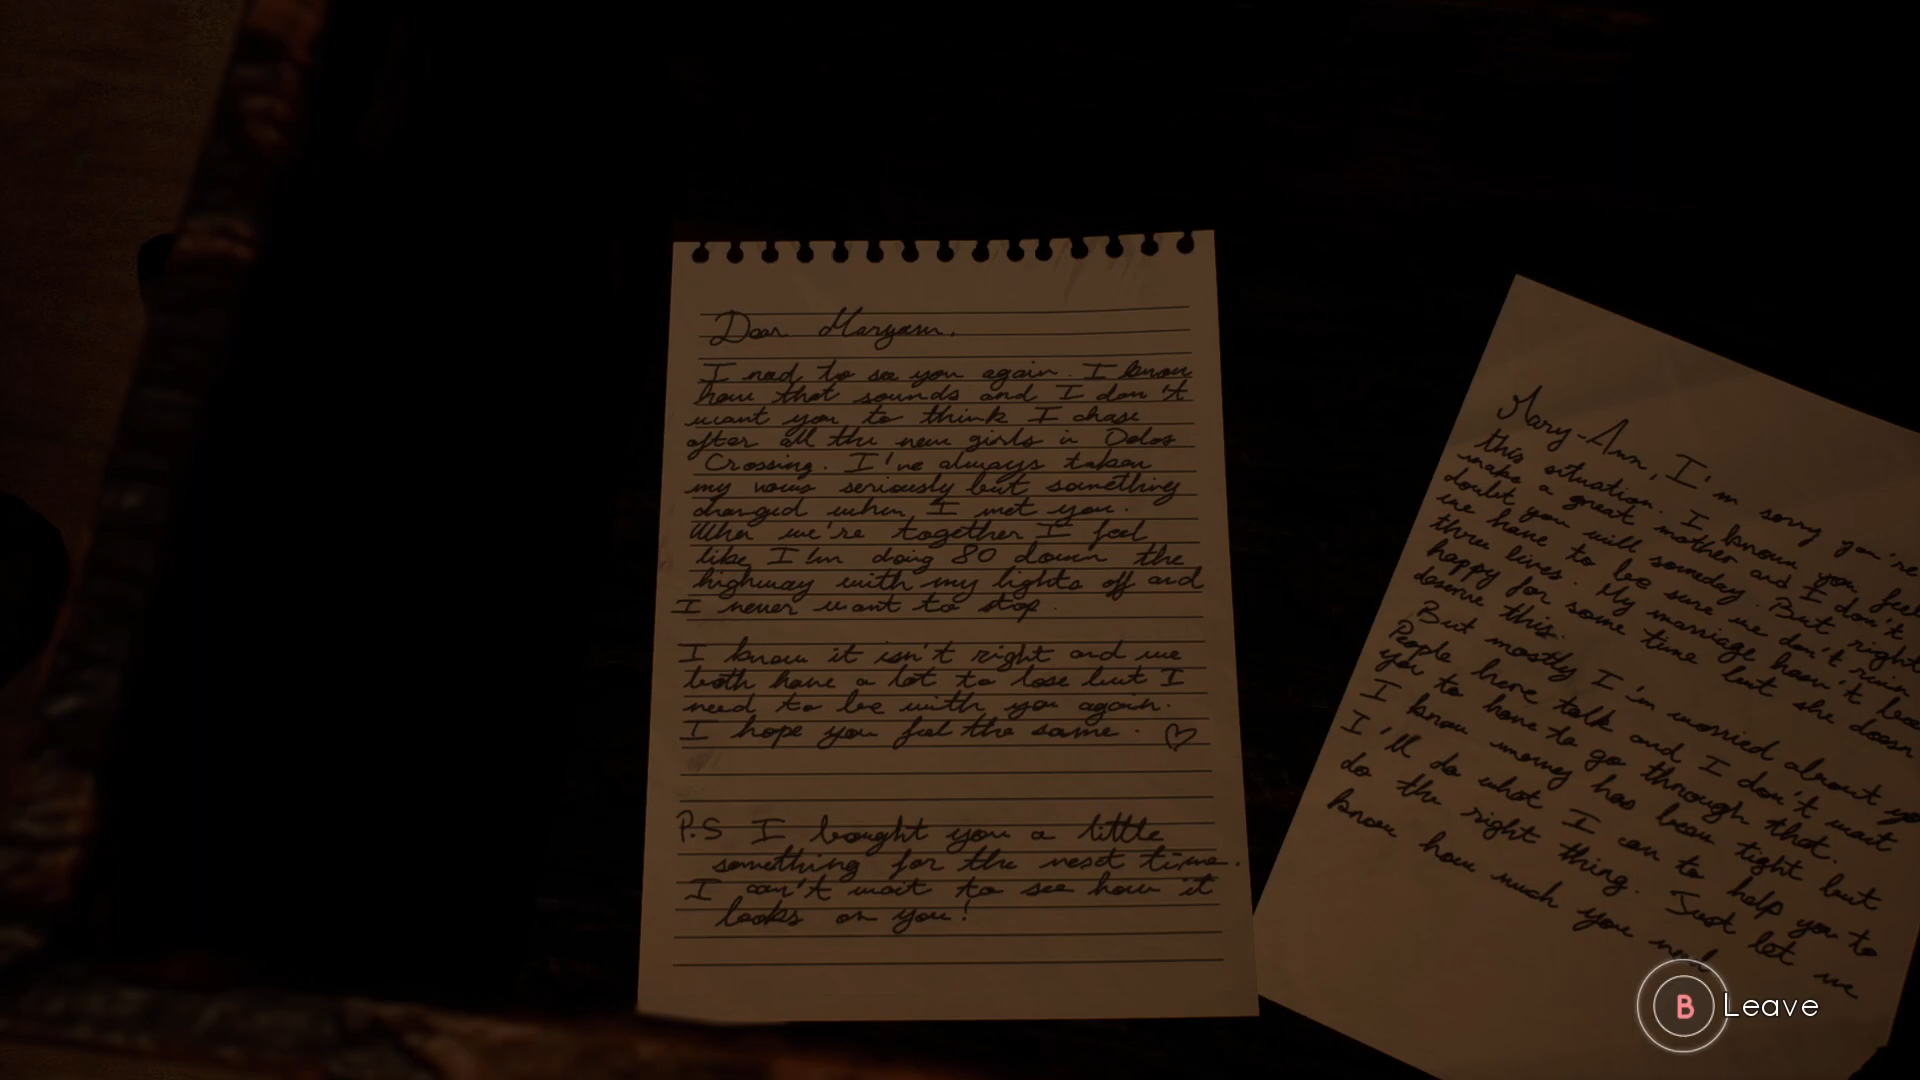 Dear Maryann,
I need to see you again. I know
how that sounds and I don't
want you to think I chase
after all the new girls in Delos
Crossing. I've always taken
my vows seriously but something
changed when I met you.
When we're together I feel
like I'm doing 80 down the
highway with my lights off and
I never want to stop.
I know it isn't right and we
both have a lot to lose but I
need to be with you again.
I hope you feel the same. ♡
P.S I bought you a little
something for the next time.
I can't wait to see how it
looks on you!
Mary-Ann, I'm sorry you're
this situation. I know you feel
make a great mother and I don't
doubt you will someday. But right
we have to be sure we don't ruin
three lives. My marriage hasn't
happy for some time but she doesn
deserve this.
But mostly I'm worried about yo
People here talk and I don't want
you to have to go through that.
I know money has been tight but
I'll do what I can to help you to
do the right thing. Just let me
know how much you need
B Leave